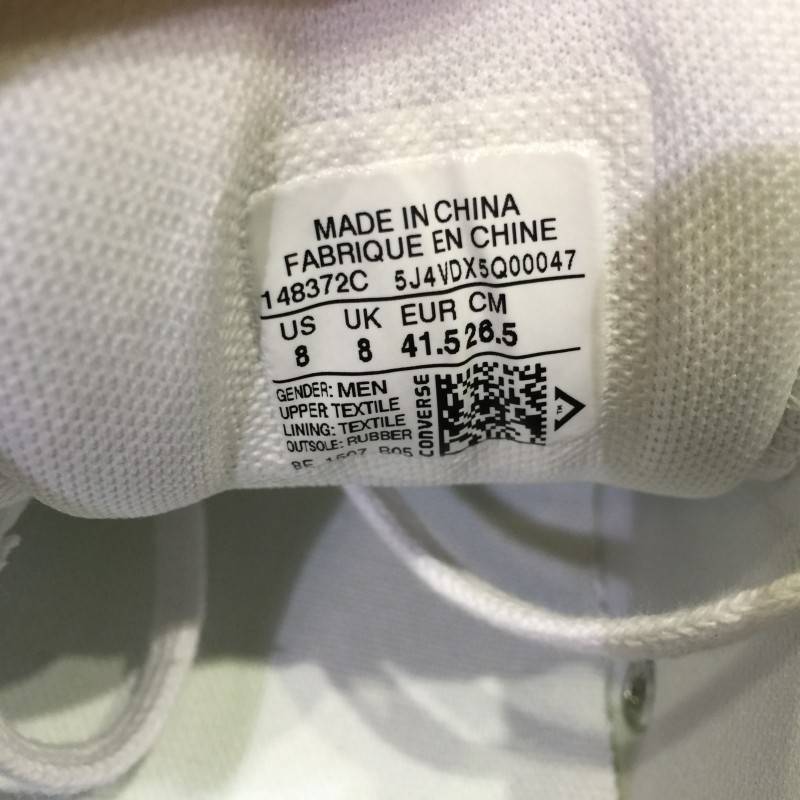 MADE IN CHINA
FABRIQUE EN CHINE
148372C 5J4VDX5Q00047
US UK EUR CM
8 8 41.5 26.5
GENDER: MEN
UPPER TEXTILE
LINING: TEXTILE
OUTSOLE: RUBBER
CONVERSE
TM